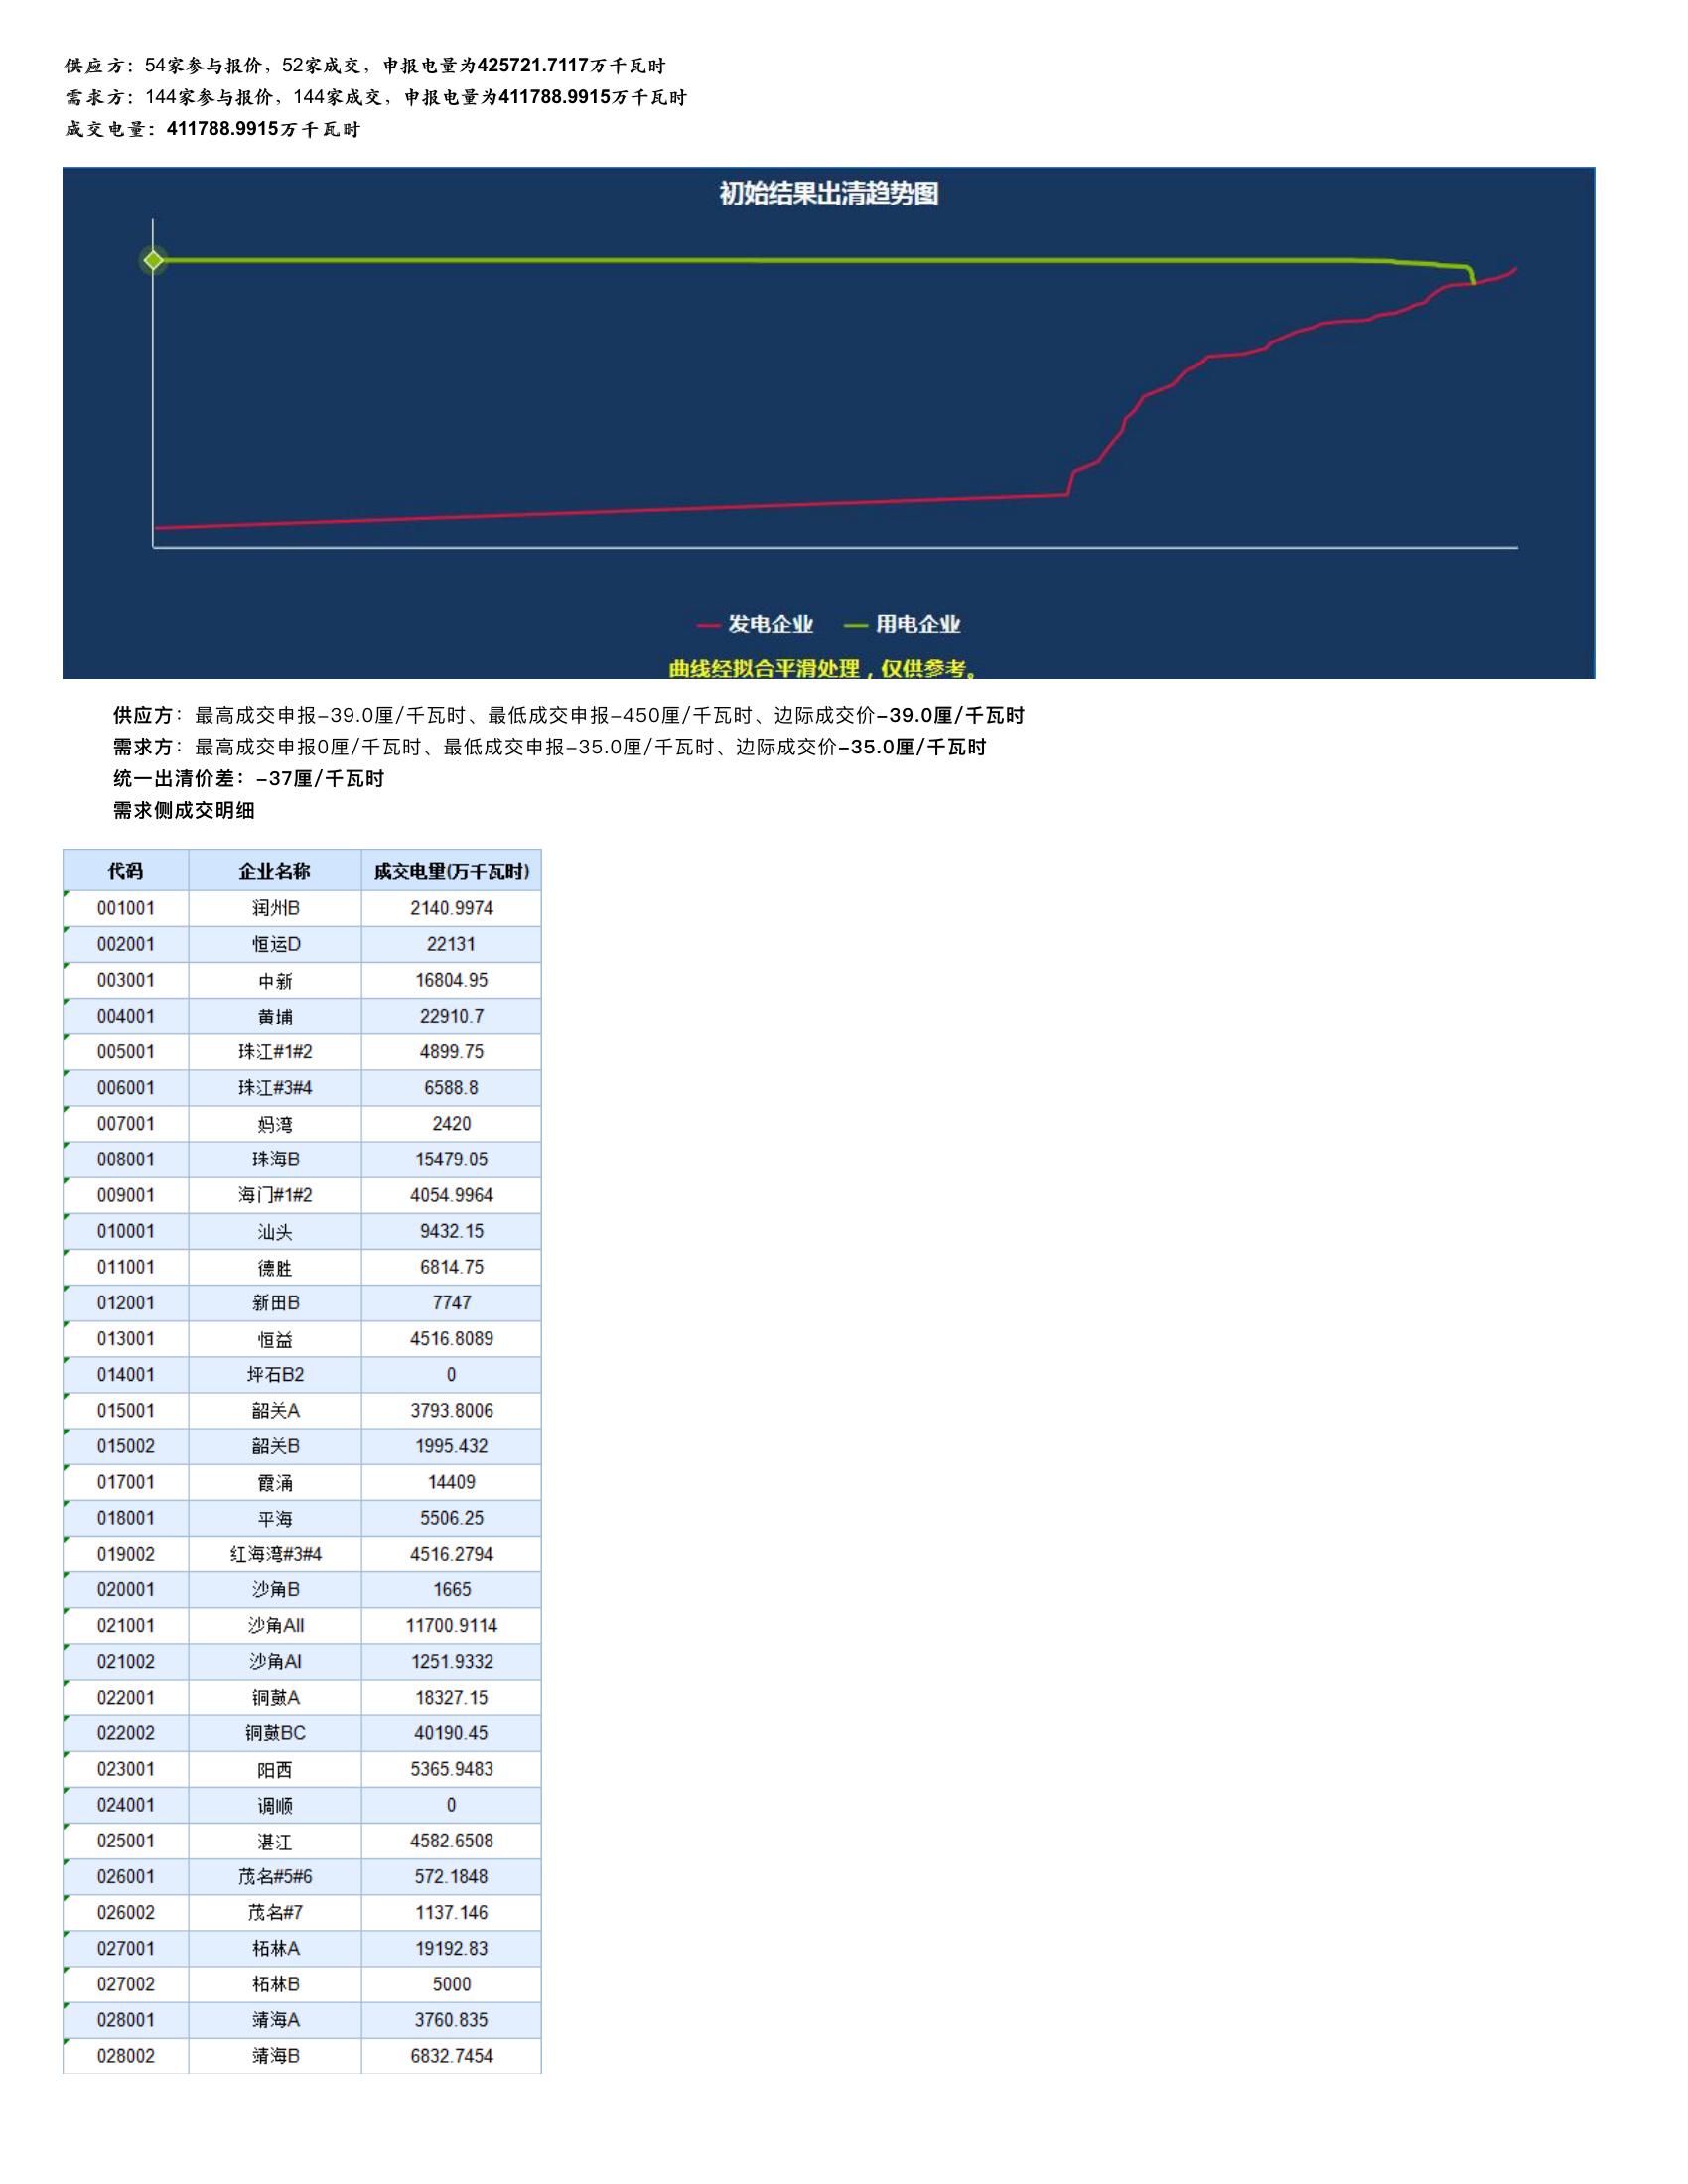 供应方：54家参与报价，52家成交，申报电量为425721.7117万千瓦时
需求方：144家参与报价，144家成交，申报电量为411788.9915万千瓦时
成交电量：411788.9915万千瓦时
初始结果出清趋势图
发电企业 用电企业
曲线经拟合平滑处理，仅供参考。
供应方：最高成交申报-39.0厘/千瓦时、最低成交申报-450厘/千瓦时、边际成交价-39.0厘/千瓦时
需求方：最高成交申报0厘/千瓦时、最低成交申报-35.0厘/千瓦时、边际成交价-35.0厘/千瓦时
统一出清价差：-37厘/千瓦时
需求侧成交明细
代码 企业名称 成交电量(万千瓦时)
001001 润州B 2140.9974
002001 恒运D 22131
003001 中新 16804.95
004001 黄埔 22910.7
005001 珠江#1#2 4899.75
006001 珠江#3#4 6588.8
007001 妈湾 2420
008001 珠海B 15479.05
009001 海门#1#2 4054.9964
010001 汕头 9432.15
011001 德胜 6814.75
012001 新田B 7747
013001 恒益 4516.8089
014001 坪石B2 0
015001 韶关A 3793.8006
015002 韶关B 1995.432
017001 霞涌 14409
018001 平海 5506.25
019002 红海湾#3#4 4516.2794
020001 沙角B 1665
021001 沙角AII 11700.9114
021002 沙角AI 1251.9332
022001 铜鼓A 18327.15
022002 铜鼓BC 40190.45
023001 阳西 5365.9483
024001 调顺 0
025001 湛江 4582.6508
026001 茂名#5#6 572.1848
026002 茂名#7 1137.146
027001 柘林A 19192.83
027002 柘林B 5000
028001 靖海A 3760.835
028002 靖海B 6832.7454